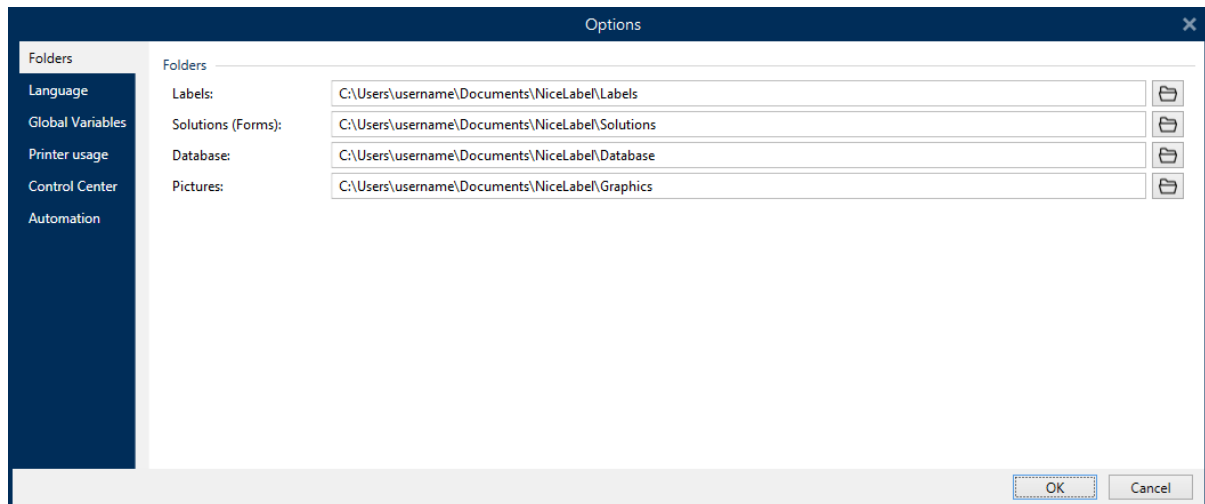 Options
Folders
Language
Global Variables
Printer usage
Control Center
Automation
Folders
Labels: C:\Users\username\Documents\NiceLabel\Labels
Solutions (Forms): C:\Users\username\Documents\NiceLabel\Solutions
Database: C:\Users\username\Documents\NiceLabel\Database
Pictures: C:\Users\username\Documents\NiceLabel\Graphics
OK Cancel